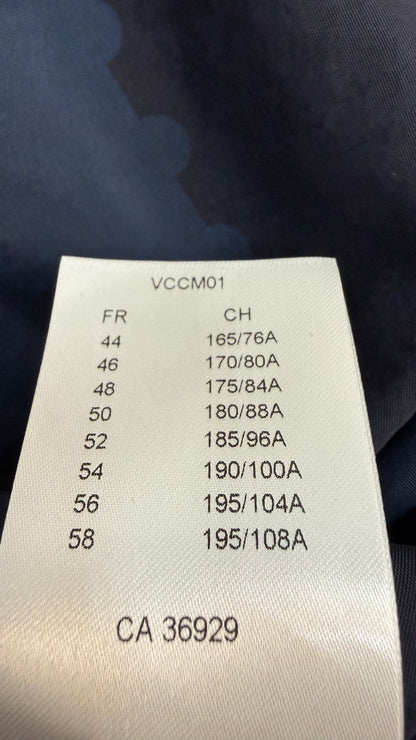 VCCM01
FR CH
44 165/76A
46 170/80A
48 175/84A
50 180/88A
52 185/96A
54 190/100A
56 195/104A
58 195/108A
CA 36929